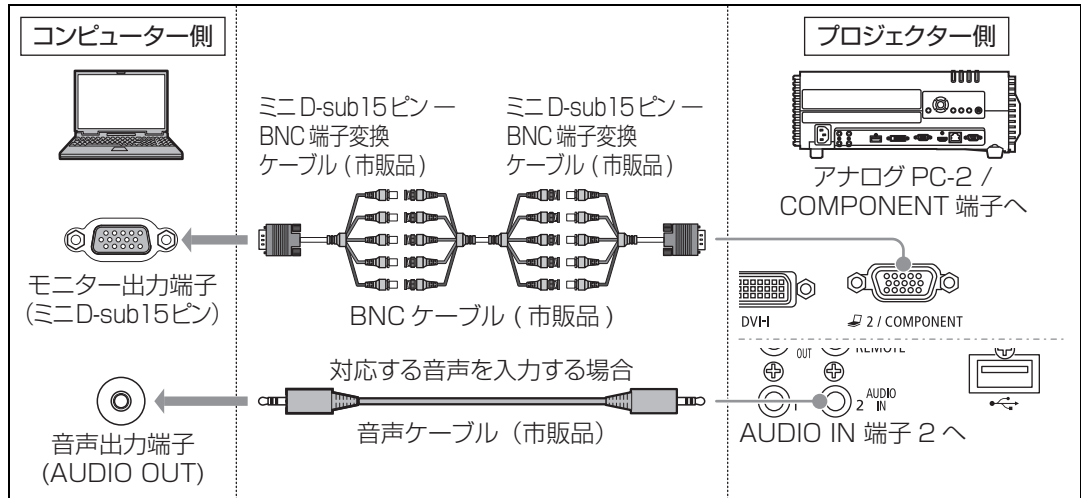 コンピューター側
モニター出力端子
(ミニD-sub15ピン)
音声出力端子
(AUDIO OUT)
ミニD-sub15ピン ー
BNC 端子変換
ケーブル (市販品)
ミニD-sub15ピン ー
BNC 端子変換
ケーブル (市販品)
BNC ケーブル (市販品)
対応する音声を入力する場合
音声ケーブル (市販品)
プロジェクター側
アナログ PC-2 /
COMPONENT 端子へ
DVI-I
2 / COMPONENT
OUT
REMOTE
1
2
AUDIO
IN
AUDIO IN 端子 2 へ